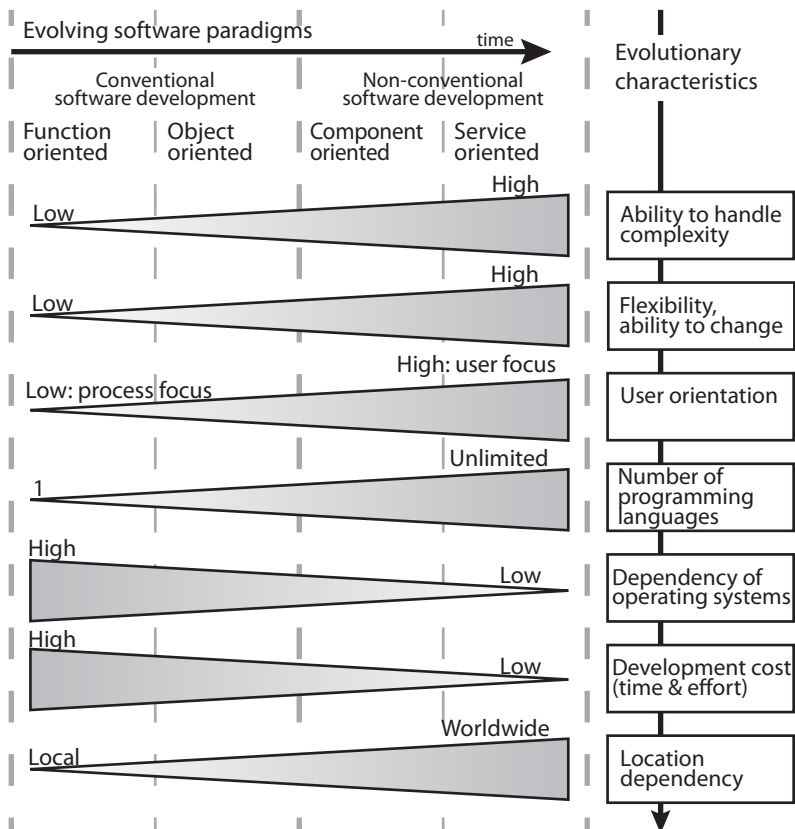 Evolving software paradigms
time
Evolutionary
characteristics
Conventional
software development
Non-conventional
software development
Function
oriented
Object
oriented
Component
oriented
Service
oriented
Low
High
Ability to handle
complexity
Low
High
Flexibility,
ability to change
Low: process focus
High: user focus
User orientation
1
Unlimited
Number of
programming
languages
High
Low
Dependency of
operating systems
High
Low
Development cost
(time & effort)
Local
Worldwide
Location
dependency